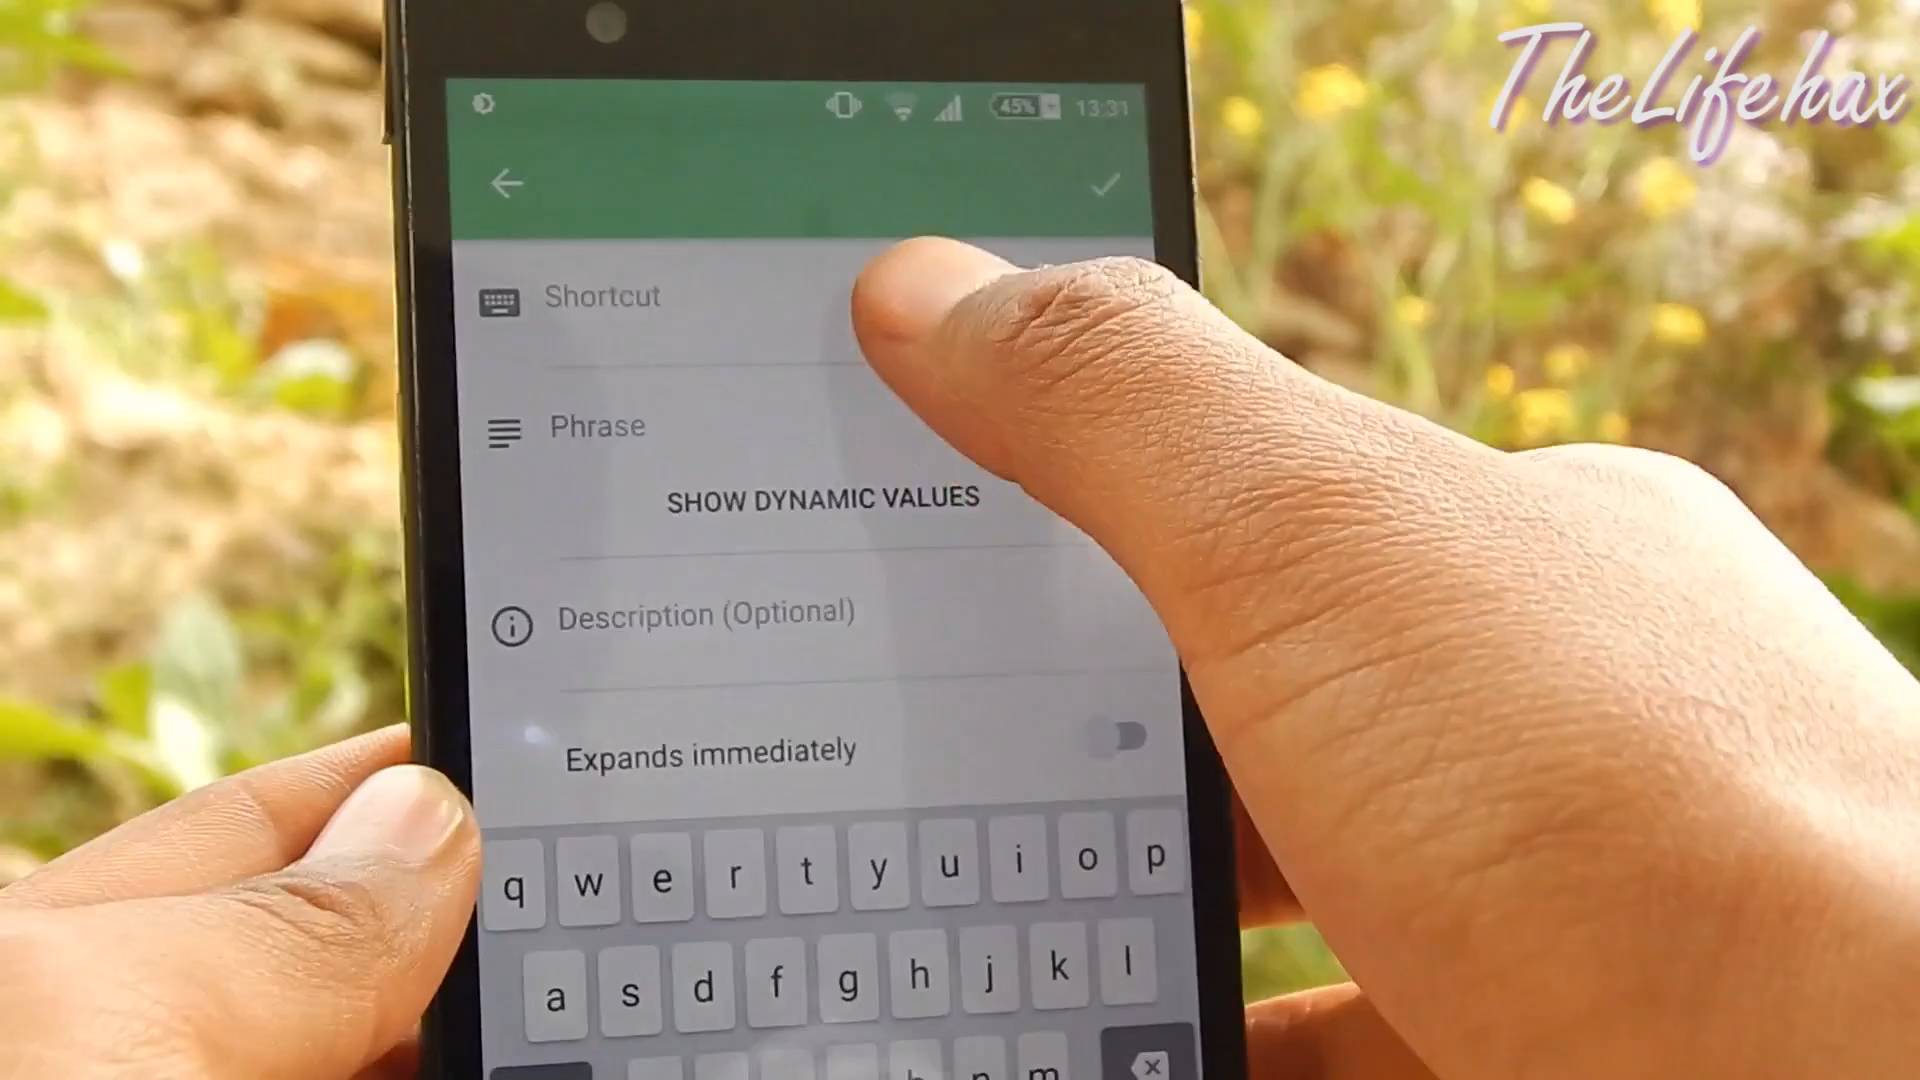 TheLifehax
45% 13:31
Shortcut
Phrase
SHOW DYNAMIC VALUES
Description (Optional)
Expands immediately
q w e r t y u i o p
a s d f g h j k l
b n m